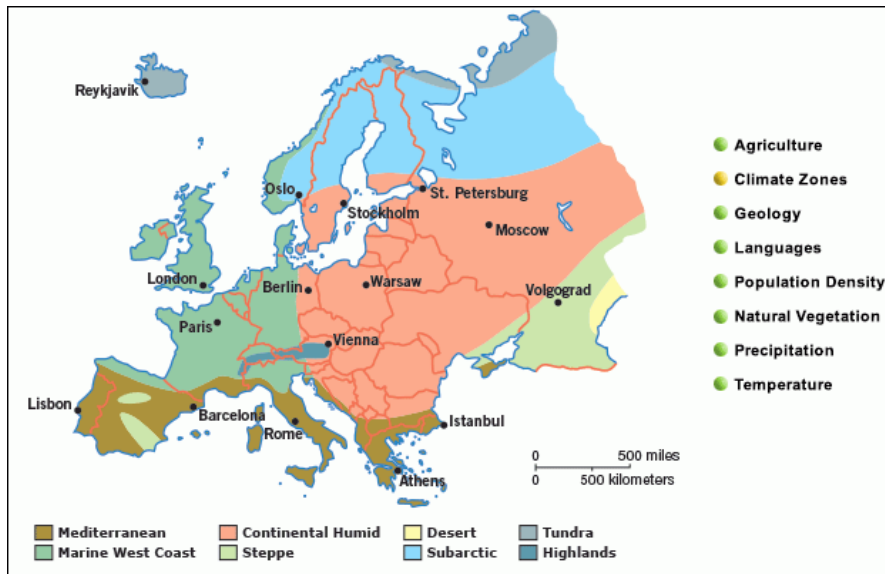 Reykjavik
Oslo
St. Petersburg
Stockholm
Moscow
London
Berlin
Warsaw
Volgograd
Paris
Vienna
Lisbon
Barcelona
Rome
Istanbul
Athens
Agriculture
Climate Zones
Geology
Languages
Population Density
Natural Vegetation
Precipitation
Temperature
0 500 miles
0 500 kilometers
Mediterranean Continental Humid Desert Tundra
Marine West Coast Steppe Subarctic Highlands